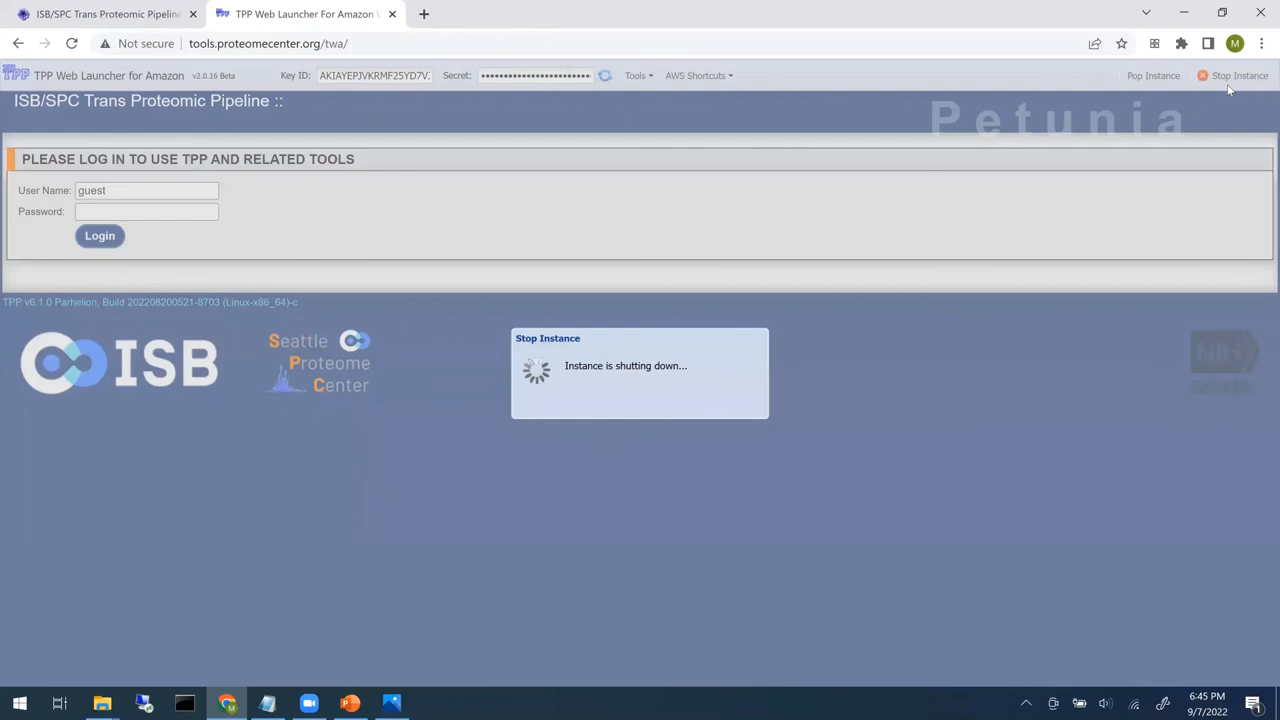 ISB/SPC Trans Proteomic Pipeline
TPP Web Launcher For Amazon
Not secure
tools.proteomecenter.org/twa/
M
TPP
TPP Web Launcher for Amazon v2.0.16 Beta
Key ID: AKIAYEPJVKRMF25YD7V.
Secret: ••••••••••••••••••••••••
Tools
AWS Shortcuts
Pop Instance
Stop Instance
ISB/SPC Trans Proteomic Pipeline ::
Petunia
PLEASE LOG IN TO USE TPP AND RELATED TOOLS
User Name: guest
Password:
Login
TPP v6.1.0 Parhelion, Build 202208200521-8703 (Linux-x86_64)-c
ISB
Seattle
Proteome
Center
Stop Instance
Instance is shutting down...
NIH
6:45 PM
9/7/2022